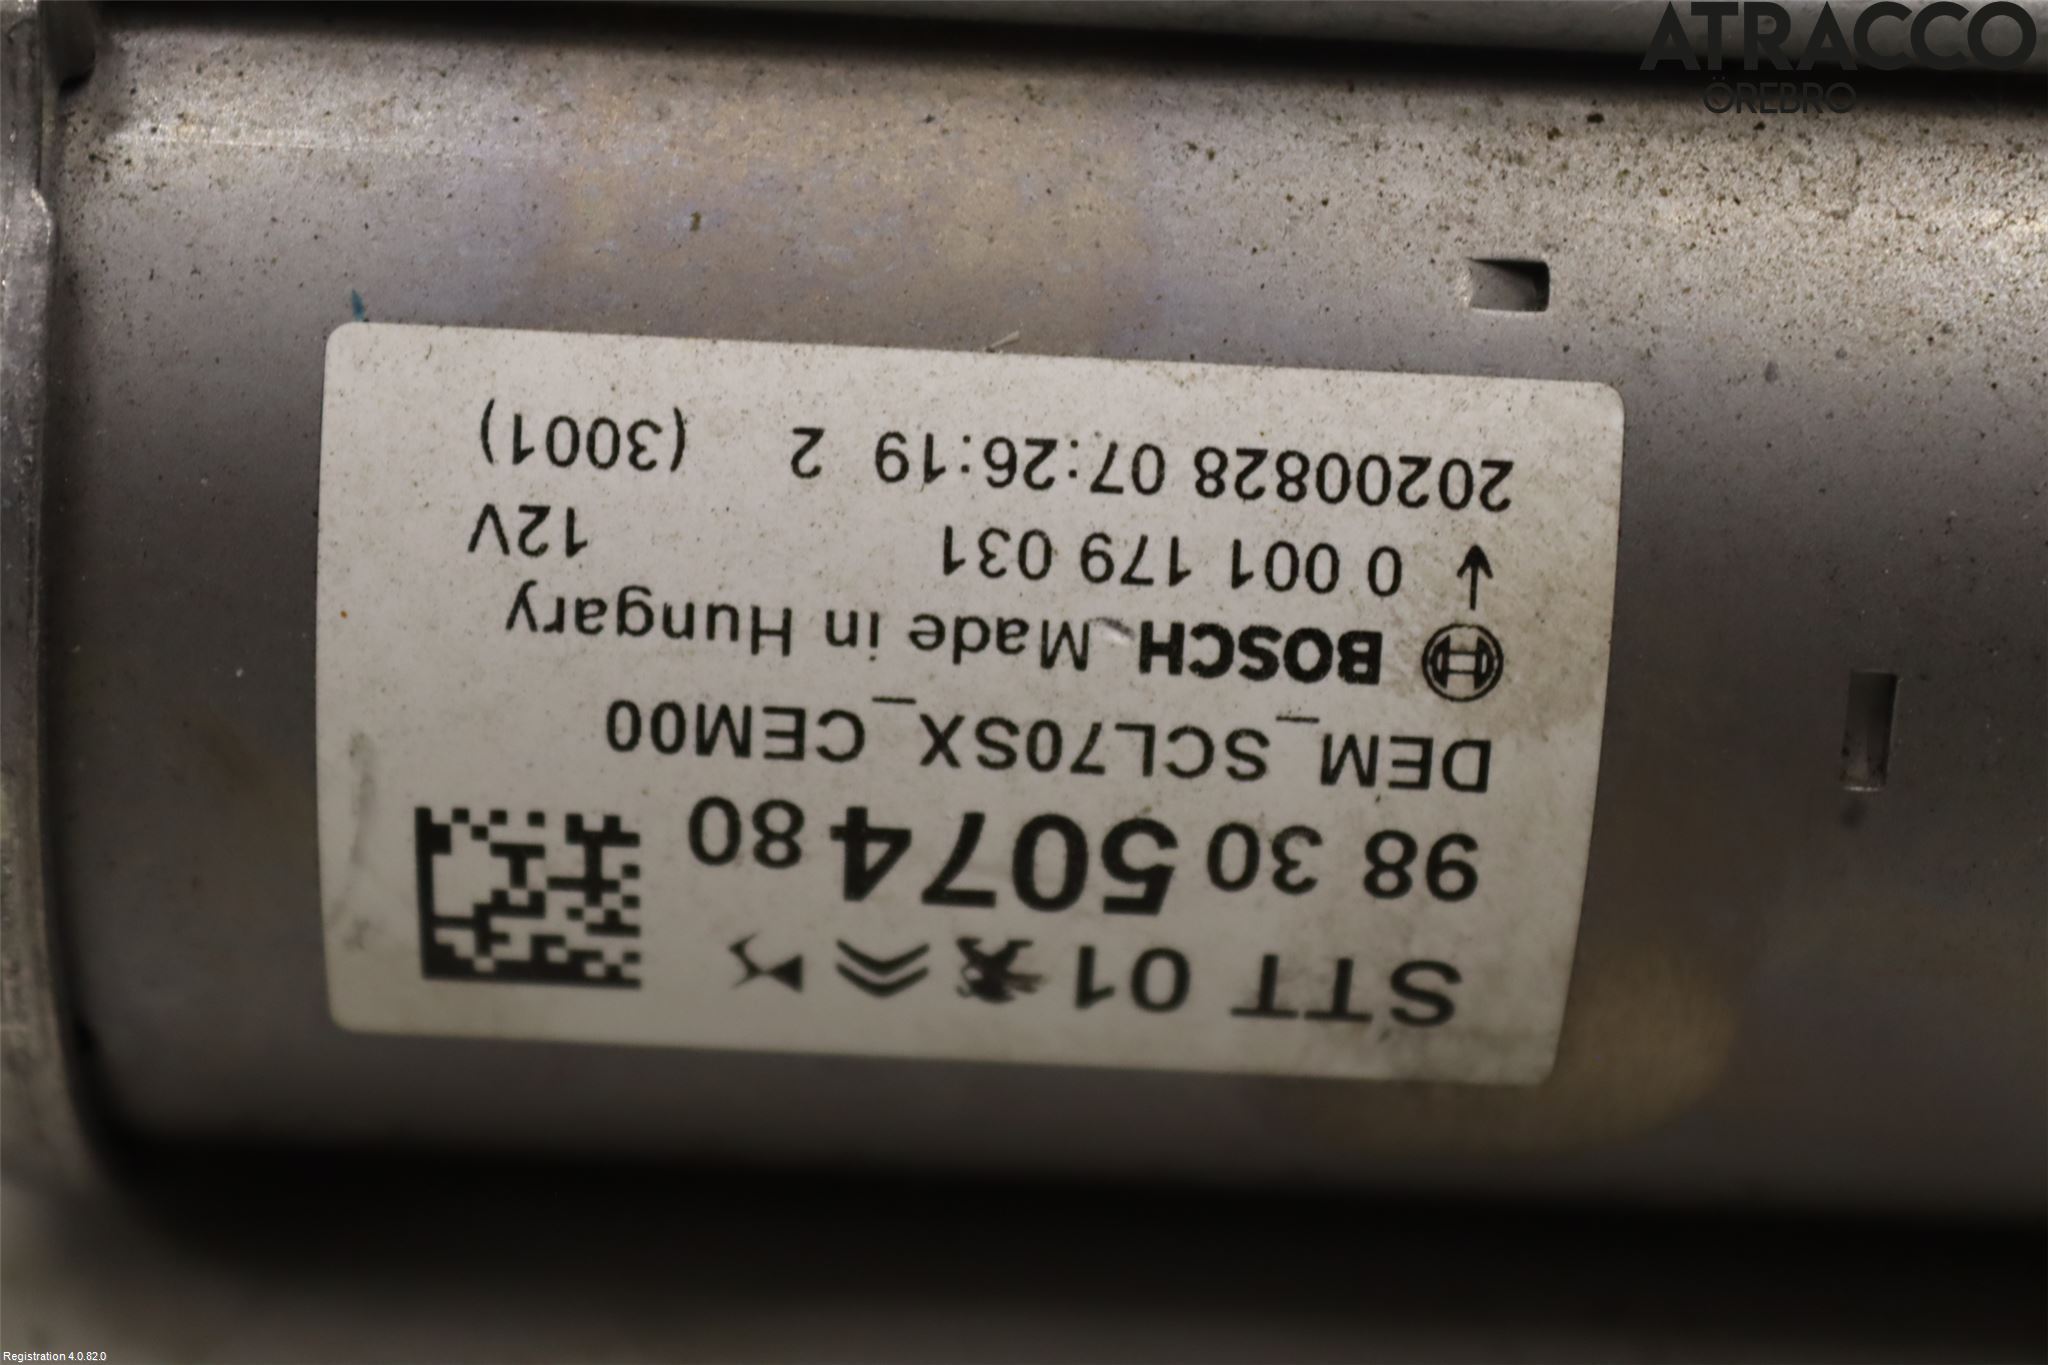 ATRACCO
ÖREBRO
STT 01
98 30 5074 80
DEM_SCL70SX_CEM00
BOSCH Made in Hungary
0 001 179 031 12V
20200828 07:26:19 2 (3001)
Registration 4.0.82.0